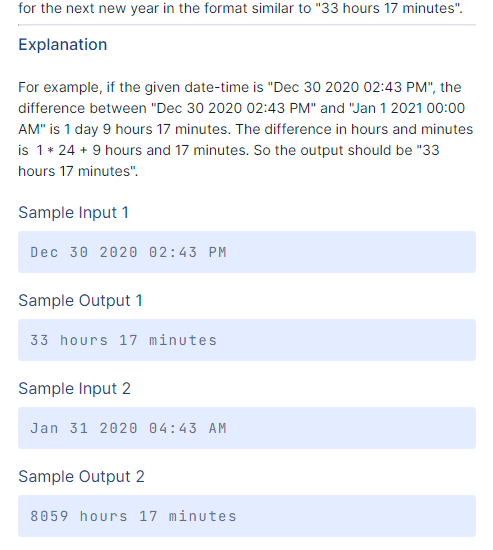 for the next new year in the format similar to "33 hours 17 minutes".
Explanation
For example, if the given date-time is "Dec 30 2020 02:43 PM", the
difference between "Dec 30 2020 02:43 PM" and "Jan 1 2021 00:00
AM" is 1 day 9 hours 17 minutes. The difference in hours and minutes
is 1 * 24 + 9 hours and 17 minutes. So the output should be "33
hours 17 minutes".
Sample Input 1
Dec 30 2020 02:43 PM
Sample Output 1
33 hours 17 minutes
Sample Input 2
Jan 31 2020 04:43 AM
Sample Output 2
8059 hours 17 minutes